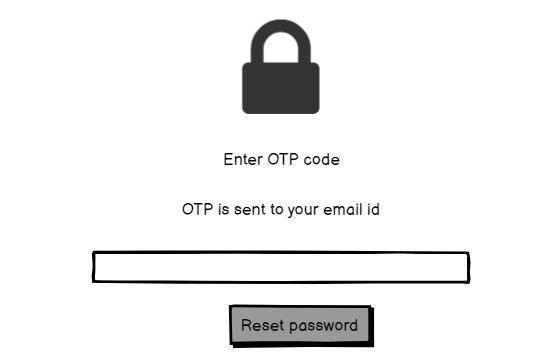 Enter OTP code
OTP is sent to your email id
Reset password